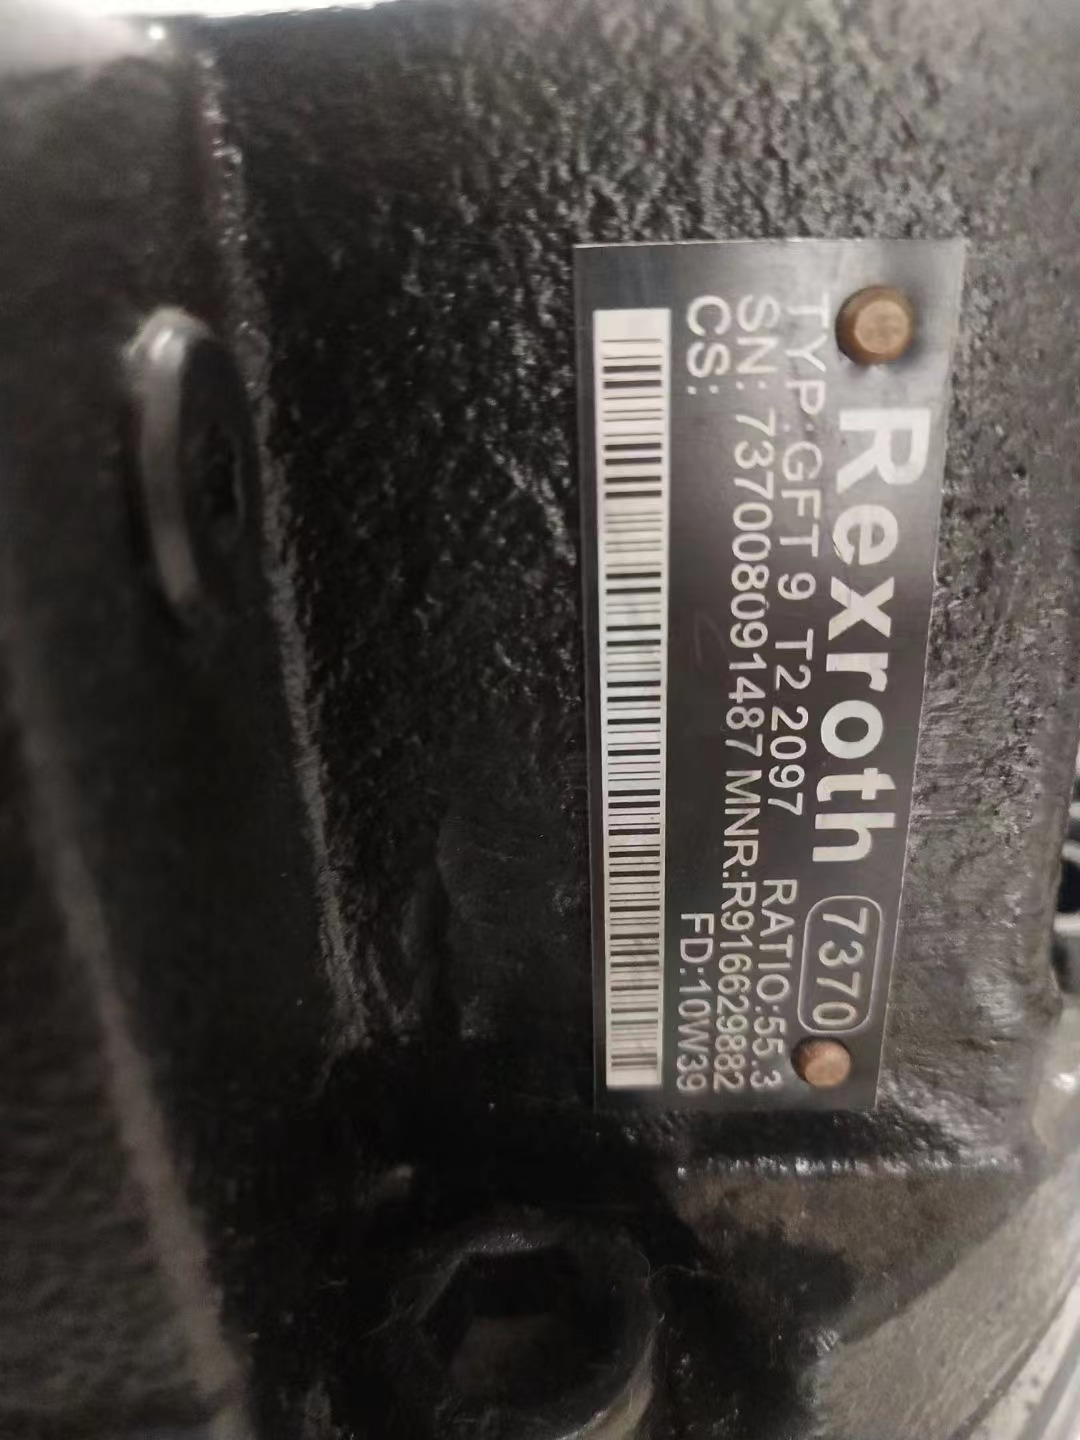 Rexroth 7370
TYP:GFT 9 T2 2097 RATIO:55.3
SN: 737008091487 MNR:R916629882
CS: FD:10W39